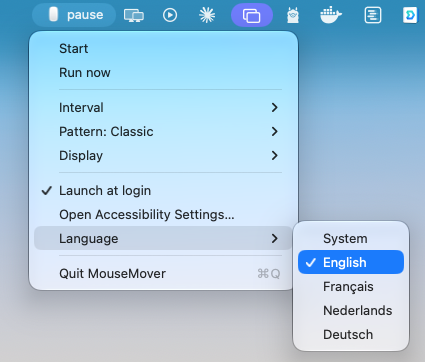 pause
Start
Run now
Interval
Pattern: Classic
Display
Launch at login
Open Accessibility Settings...
Language
Quit MouseMover ⌘Q
System
English
Français
Nederlands
Deutsch